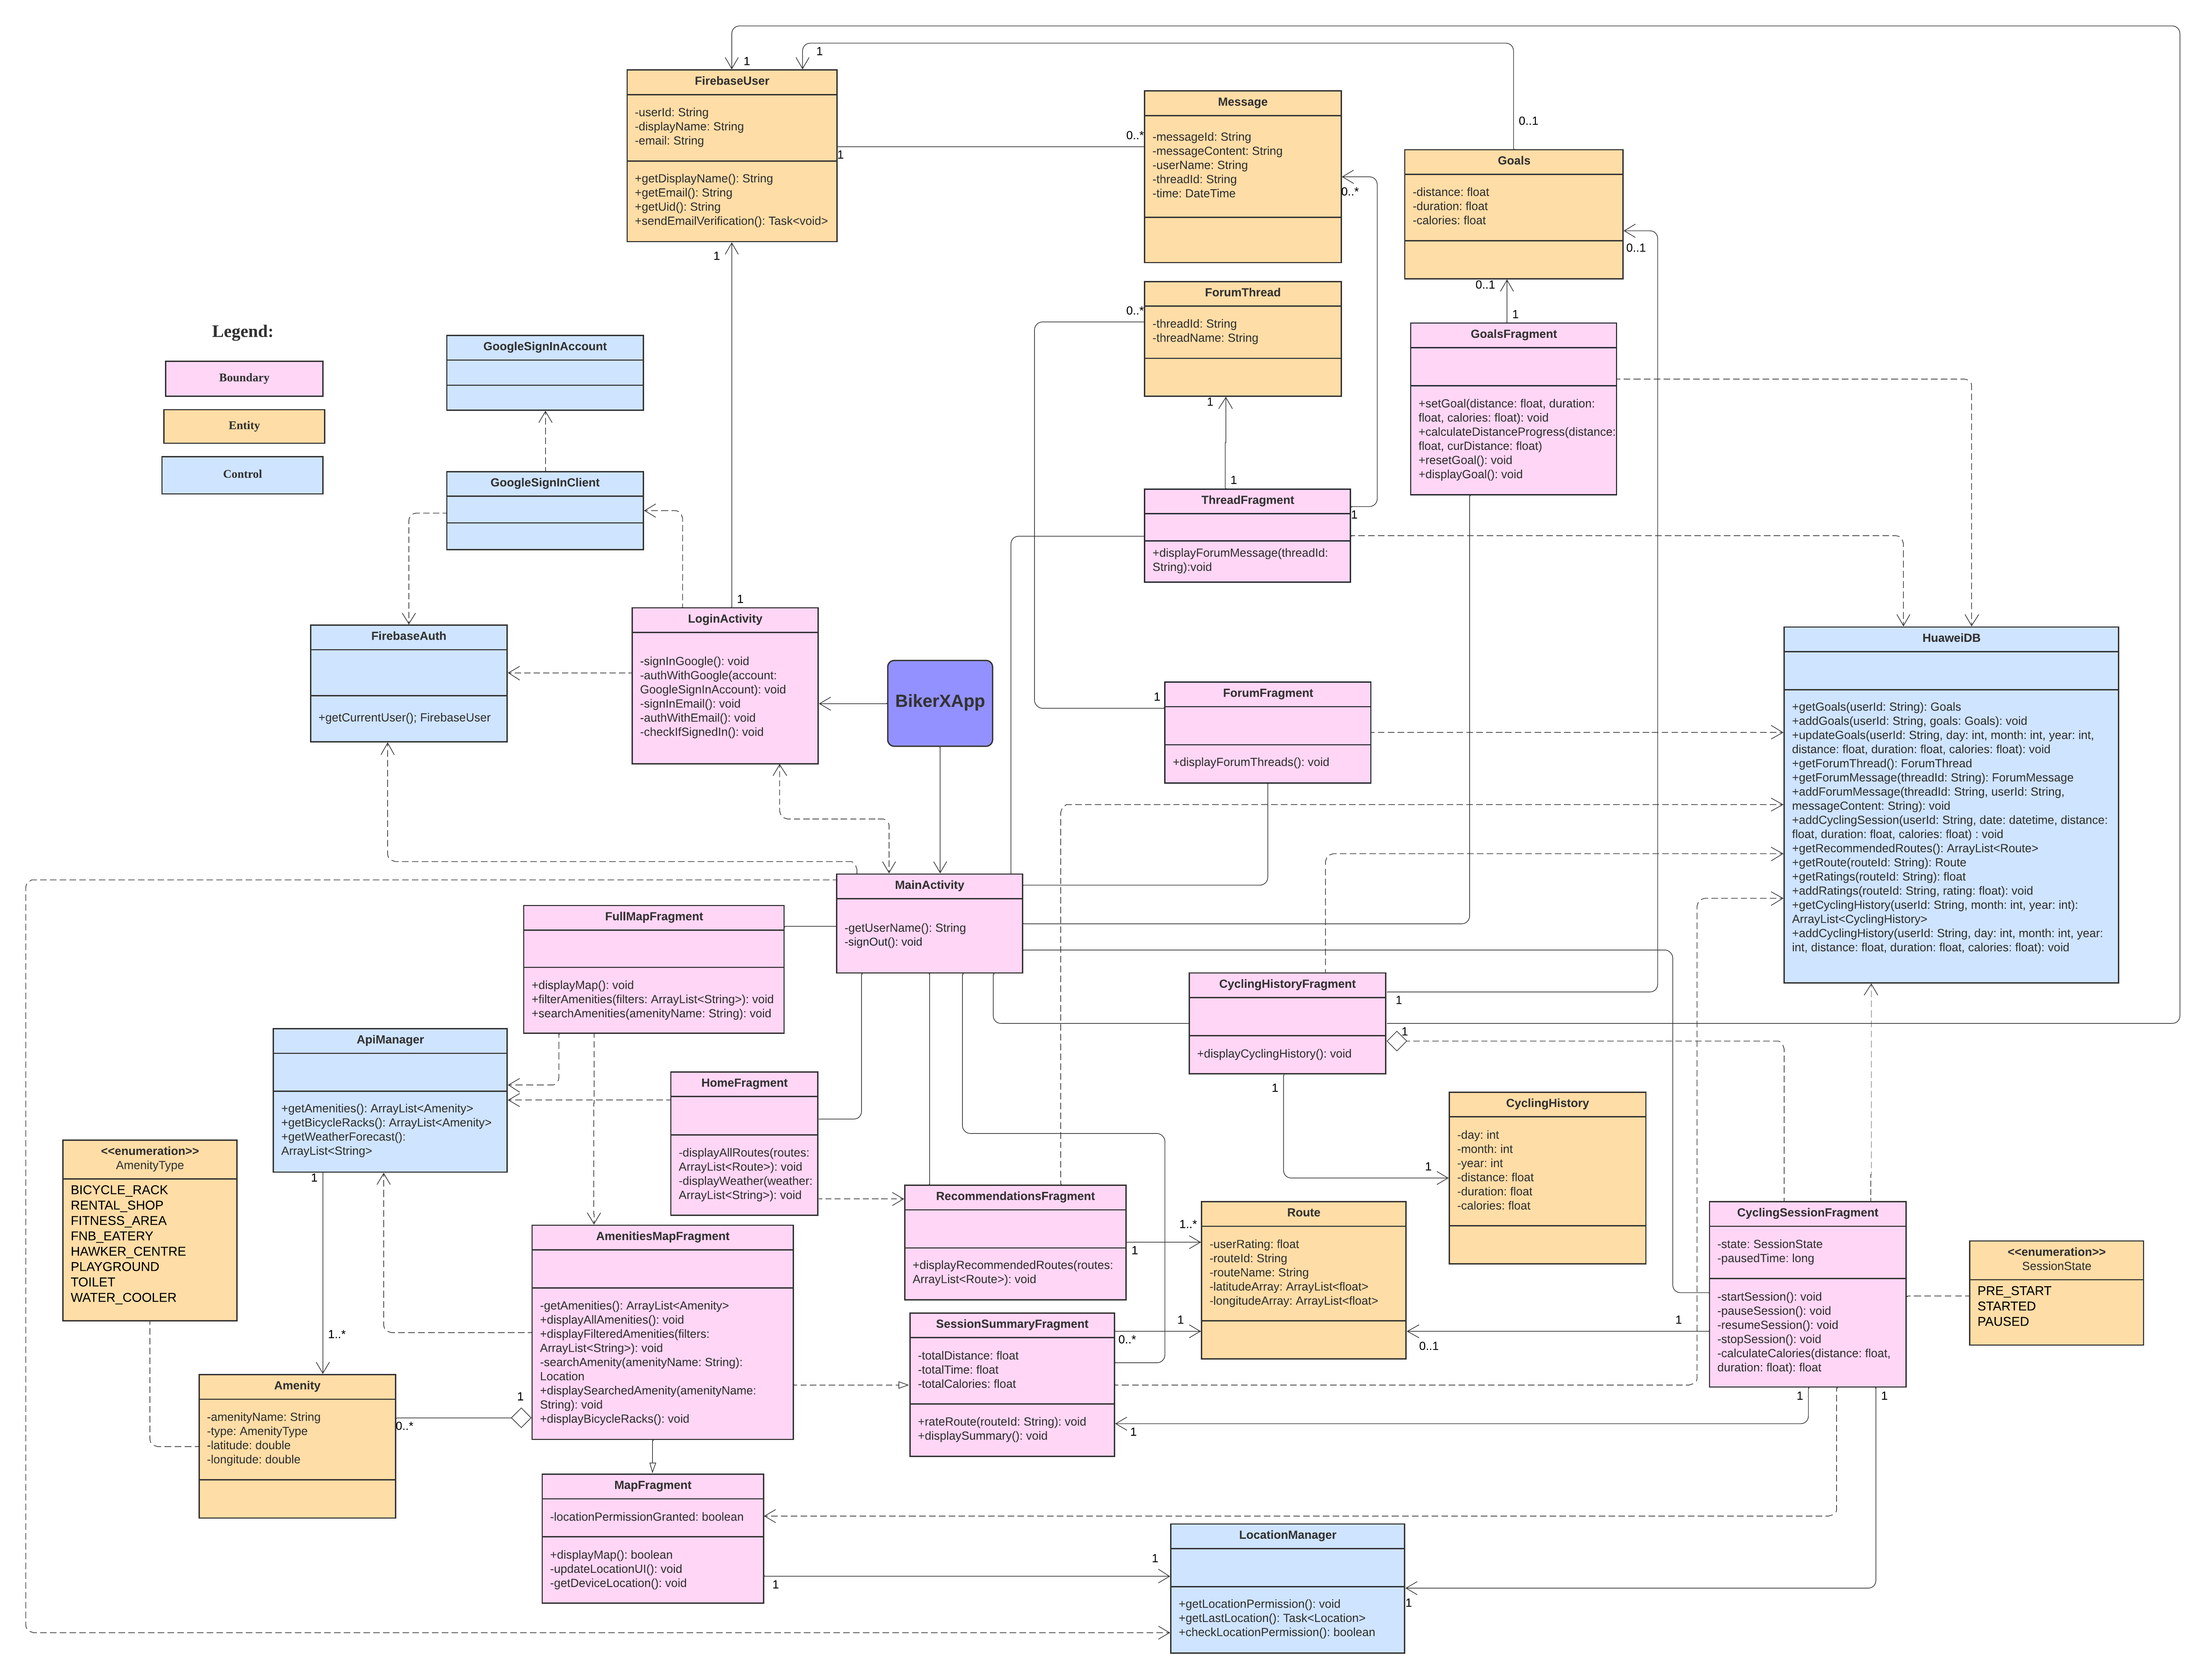 1
1
FirebaseUser
-userId: String
-displayName: String
-email: String
+getDisplayName(): String
+getEmail(): String
+getUid(): String
+sendEmailVerification(): Task<void>
1
0..*
1
Message
-messageId: String
-messageContent: String
-userName: String
-threadId: String
-time: DateTime
0..*
0..1
Goals
-distance: float
-duration: float
-calories: float
0..1
0..1
1
ForumThread
-threadId: String
-threadName: String
0..*
1
1
GoalsFragment
+setGoal(distance: float, duration:
float, calories: float): void
+calculateDistanceProgress(distance:
float, curDistance: float)
+resetGoal(): void
+displayGoal(): void
Legend:
Boundary
Entity
Control
GoogleSignInAccount
GoogleSignInClient
ThreadFragment
+displayForumMessage(threadId:
String):void
1
FirebaseAuth
+getCurrentUser(); FirebaseUser
1
LoginActivity
-signInGoogle(): void
-authWithGoogle(account:
GoogleSignInAccount): void
-signInEmail(): void
-authWithEmail(): void
-checkIfSignedIn(): void
BikerXApp
1
ForumFragment
+displayForumThreads(): void
HuaweiDB
+getGoals(userId: String): Goals
+addGoals(userId: String, goals: Goals): void
+updateGoals(userId: String, day: int, month: int, year: int,
distance: float, duration: float, calories: float): void
+getForumThread(): ForumThread
+getForumMessage(threadId: String): ForumMessage
+addForumMessage(threadId: String, userId: String,
messageContent: String): void
+addCyclingSession(userId: String, date: datetime, distance:
float, duration: float, calories: float) : void
+getRecommendedRoutes(): ArrayList<Route>
+getRoute(routeId: String): Route
+getRatings(routeId: String): float
+addRatings(routeId: String, rating: float): void
+getCyclingHistory(userId: String, month: int, year: int):
ArrayList<CyclingHistory>
+addCyclingHistory(userId: String, day: int, month: int, year:
int, distance: float, duration: float, calories: float): void
MainActivity
-getUserName(): String
-signOut(): void
FullMapFragment
+displayMap(): void
+filterAmenities(filters: ArrayList<String>): void
+searchAmenities(amenityName: String): void
CyclingHistoryFragment
+displayCyclingHistory(): void
1
1
1
ApiManager
+getAmenities(): ArrayList<Amenity>
+getBicycleRacks(): ArrayList<Amenity>
+getWeatherForecast():
ArrayList<String>
1
1..*
HomeFragment
-displayAllRoutes(routes:
ArrayList<Route>): void
-displayWeather(weather:
ArrayList<String>): void
CyclingHistory
-day: int
-month: int
-year: int
-distance: float
-duration: float
-calories: float
1
<<enumeration>>
AmenityType
BICYCLE_RACK
RENTAL_SHOP
FITNESS_AREA
FNB_EATERY
HAWKER_CENTRE
PLAYGROUND
TOILET
WATER_COOLER
RecommendationsFragment
+displayRecommendedRoutes(routes:
ArrayList<Route>): void
1
1..*
Route
-userRating: float
-routeId: String
-routeName: String
-latitudeArray: ArrayList<float>
-longitudeArray: ArrayList<float>
CyclingSessionFragment
-state: SessionState
-pausedTime: long
-startSession(): void
-pauseSession(): void
-resumeSession(): void
-stopSession(): void
-calculateCalories(distance: float,
duration: float): float
<<enumeration>>
SessionState
PRE_START
STARTED
PAUSED
AmenitiesMapFragment
-getAmenities(): ArrayList<Amenity>
+displayAllAmenities(): void
+displayFilteredAmenities(filters:
ArrayList<String>): void
-searchAmenity(amenityName: String):
Location
+displaySearchedAmenity(amenityName:
String): void
+displayBicycleRacks(): void
SessionSummaryFragment
-totalDistance: float
-totalTime: float
-totalCalories: float
+rateRoute(routeId: String): void
+displaySummary(): void
0..*
1
0..1
1
1
1
1
Amenity
-amenityName: String
-type: AmenityType
-latitude: double
-longitude: double
0..*
1
MapFragment
-locationPermissionGranted: boolean
+displayMap(): boolean
-updateLocationUI(): void
-getDeviceLocation(): void
1
1
LocationManager
+getLocationPermission(): void
+getLastLocation(): Task<Location>
+checkLocationPermission(): boolean
1